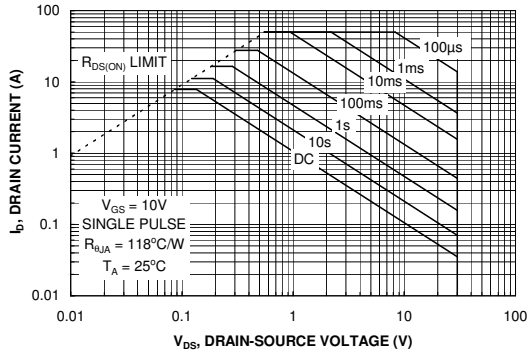 100
10
1
0.1
0.01
I_D, DRAIN CURRENT (A)
R_DS(ON) LIMIT
100µs
1ms
10ms
100ms
1s
10s
DC
V_GS = 10V
SINGLE PULSE
R_θJA = 118°C/W
T_A = 25°C
0.01
0.1
1
10
100
V_DS, DRAIN-SOURCE VOLTAGE (V)